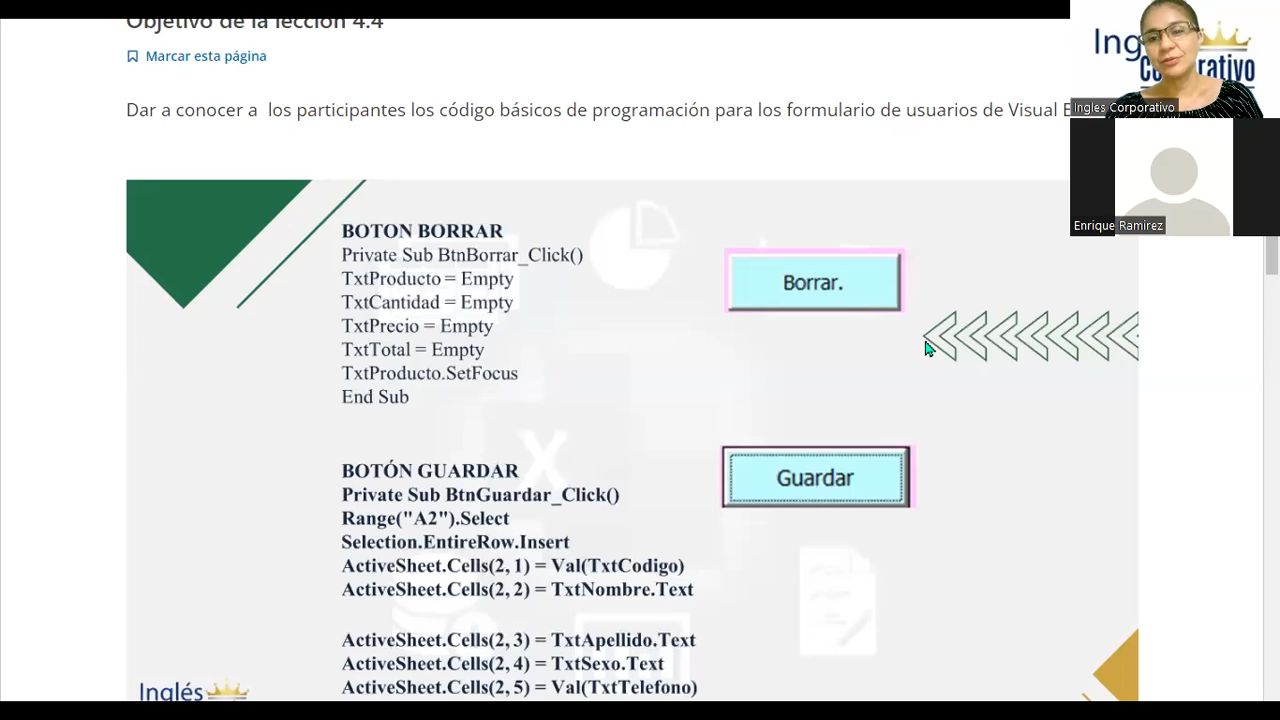 Objetivo de la lección 4.4
Marcar esta página
Dar a conocer a los participantes los código básicos de programación para los formulario de usuarios de Visual
BOTON BORRAR
Private Sub BtnBorrar_Click()
TxtProducto = Empty
TxtCantidad = Empty
TxtPrecio = Empty
TxtTotal = Empty
TxtProducto.SetFocus
End Sub
Borrar.
BOTÓN GUARDAR
Private Sub BtnGuardar_Click()
Range("A2").Select
Selection.EntireRow.Insert
ActiveSheet.Cells(2, 1) = Val(TxtCodigo)
ActiveSheet.Cells(2, 2) = TxtNombre.Text
ActiveSheet.Cells(2, 3) = TxtApellido.Text
ActiveSheet.Cells(2, 4) = TxtSexo.Text
ActiveSheet.Cells(2, 5) = Val(TxtTelefono)
Guardar
Inglés
Ingles Corporativo
Enrique Ramirez